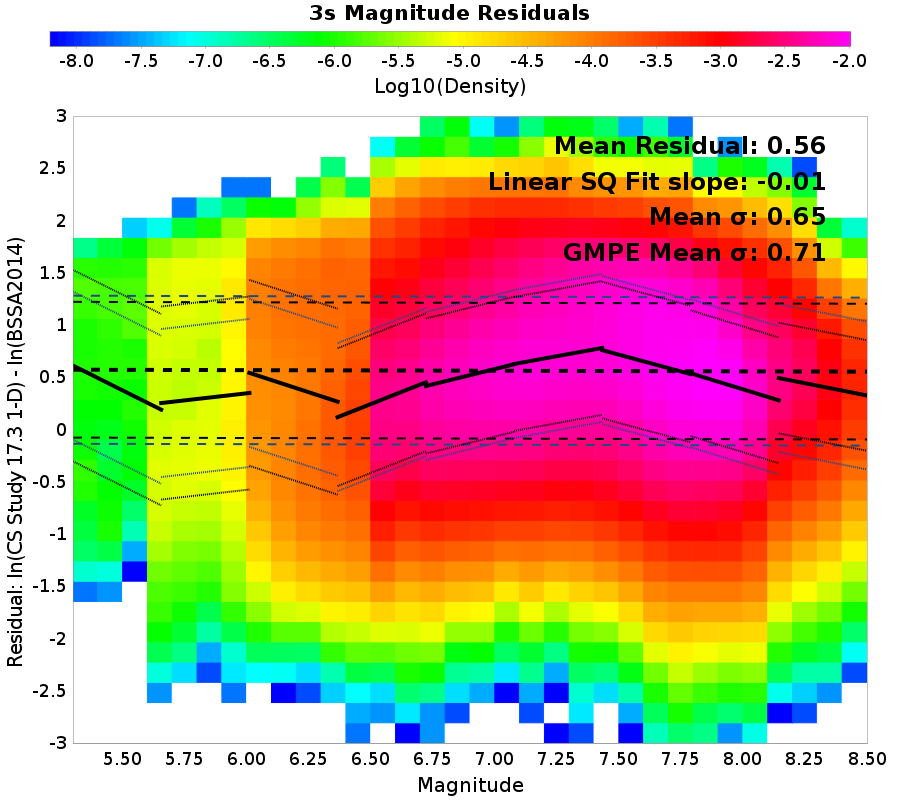 3s Magnitude Residuals
-8.0 -7.5 -7.0 -6.5 -6.0 -5.5 -5.0 -4.5 -4.0 -3.5 -3.0 -2.5 -2.0
Log10(Density)
Mean Residual: 0.56
Linear SQ Fit slope: -0.01
Mean σ: 0.65
GMPE Mean σ: 0.71
Residual: ln(CS Study 17.3 1-D) - ln(BSSA2014)
3
2.5
2
1.5
1
0.5
0
-0.5
-1
-1.5
-2
-2.5
-3
5.50 5.75 6.00 6.25 6.50 6.75 7.00 7.25 7.50 7.75 8.00 8.25 8.50
Magnitude